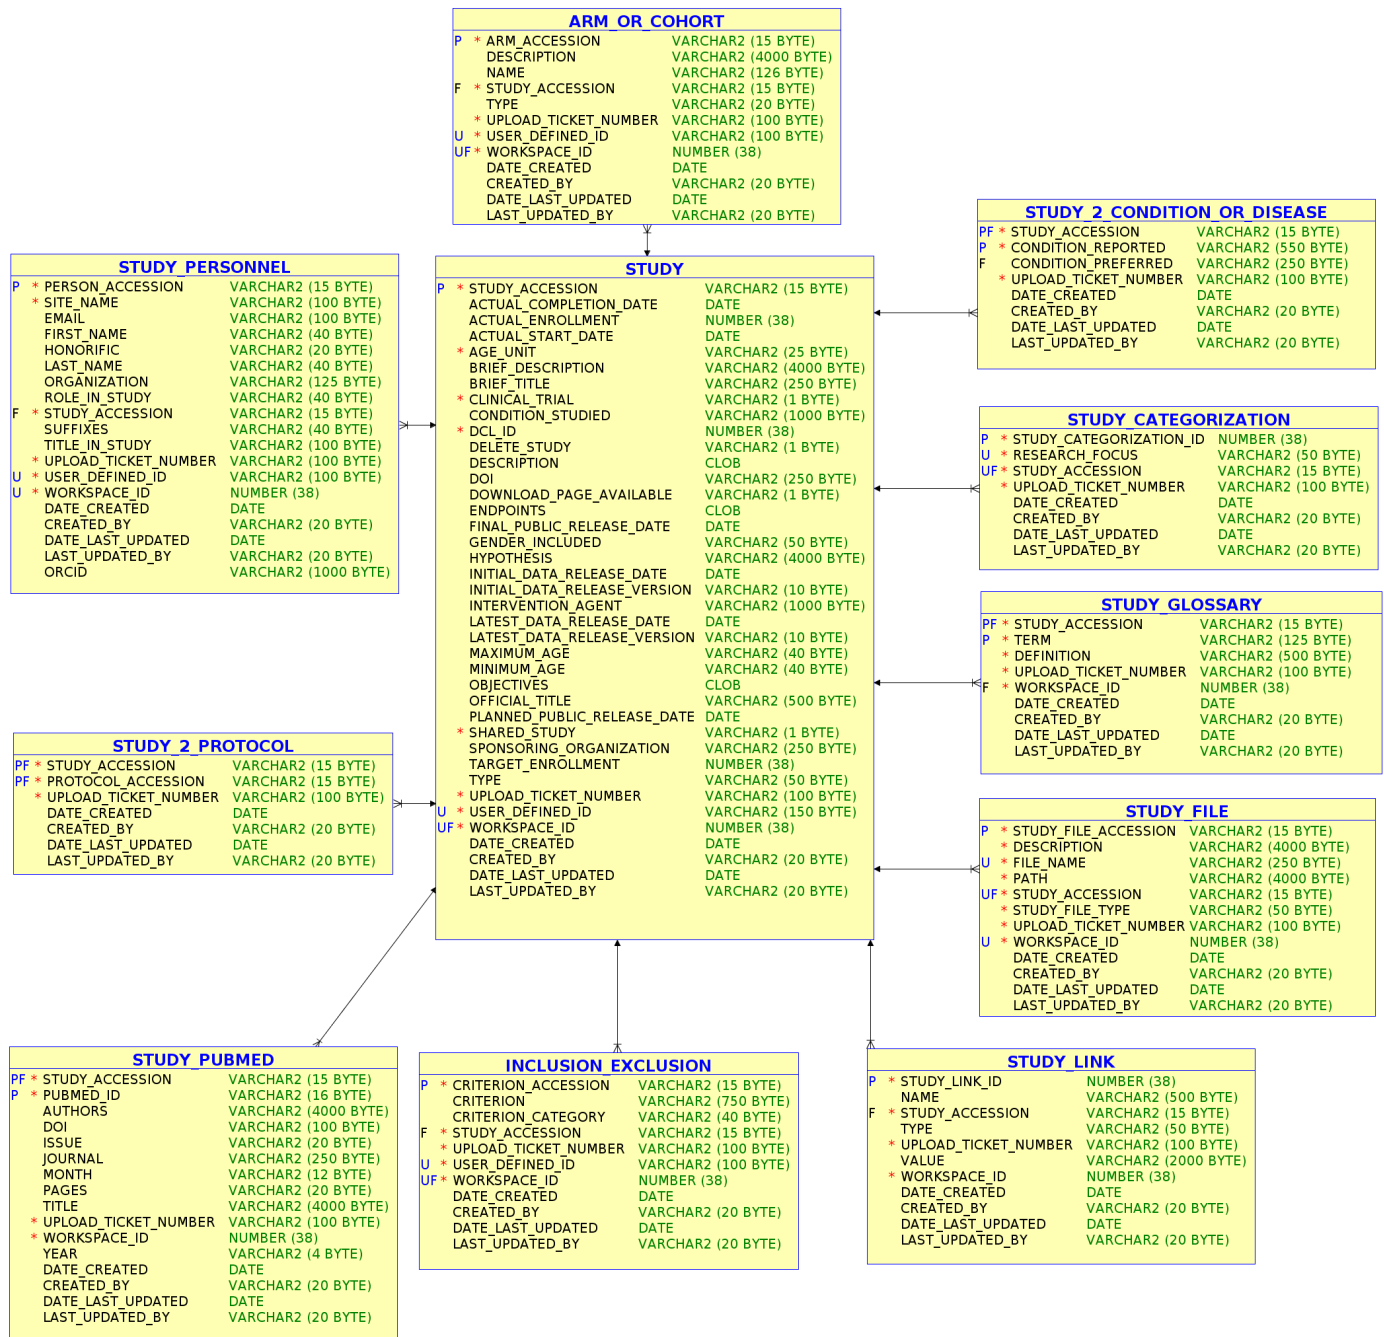 ARM_OR_COHORT
P * ARM_ACCESSION VARCHAR2 (15 BYTE)
DESCRIPTION VARCHAR2 (4000 BYTE)
NAME VARCHAR2 (126 BYTE)
F * STUDY_ACCESSION VARCHAR2 (15 BYTE)
TYPE VARCHAR2 (20 BYTE)
* UPLOAD_TICKET_NUMBER VARCHAR2 (100 BYTE)
U * USER_DEFINED_ID VARCHAR2 (100 BYTE)
UF * WORKSPACE_ID NUMBER (38)
DATE_CREATED DATE
CREATED_BY VARCHAR2 (20 BYTE)
DATE_LAST_UPDATED DATE
LAST_UPDATED_BY VARCHAR2 (20 BYTE)
STUDY_PERSONNEL
P * PERSON_ACCESSION VARCHAR2 (15 BYTE)
* SITE_NAME VARCHAR2 (100 BYTE)
EMAIL VARCHAR2 (100 BYTE)
FIRST_NAME VARCHAR2 (40 BYTE)
HONORIFIC VARCHAR2 (20 BYTE)
LAST_NAME VARCHAR2 (40 BYTE)
ORGANIZATION VARCHAR2 (125 BYTE)
ROLE_IN_STUDY VARCHAR2 (40 BYTE)
F * STUDY_ACCESSION VARCHAR2 (15 BYTE)
SUFFIXES VARCHAR2 (40 BYTE)
TITLE_IN_STUDY VARCHAR2 (100 BYTE)
* UPLOAD_TICKET_NUMBER VARCHAR2 (100 BYTE)
U * USER_DEFINED_ID VARCHAR2 (100 BYTE)
U * WORKSPACE_ID NUMBER (38)
DATE_CREATED DATE
CREATED_BY VARCHAR2 (20 BYTE)
DATE_LAST_UPDATED DATE
LAST_UPDATED_BY VARCHAR2 (20 BYTE)
ORCID VARCHAR2 (1000 BYTE)
STUDY
P * STUDY_ACCESSION VARCHAR2 (15 BYTE)
ACTUAL_COMPLETION_DATE DATE
ACTUAL_ENROLLMENT NUMBER (38)
ACTUAL_START_DATE DATE
* AGE_UNIT VARCHAR2 (25 BYTE)
BRIEF_DESCRIPTION VARCHAR2 (4000 BYTE)
BRIEF_TITLE VARCHAR2 (250 BYTE)
* CLINICAL_TRIAL VARCHAR2 (1 BYTE)
CONDITION_STUDIED VARCHAR2 (1000 BYTE)
* DCL_ID NUMBER (38)
DELETE_STUDY VARCHAR2 (1 BYTE)
DESCRIPTION CLOB
DOI VARCHAR2 (250 BYTE)
DOWNLOAD_PAGE_AVAILABLE VARCHAR2 (1 BYTE)
ENDPOINTS CLOB
FINAL_PUBLIC_RELEASE_DATE DATE
GENDER_INCLUDED VARCHAR2 (50 BYTE)
HYPOTHESIS VARCHAR2 (4000 BYTE)
INITIAL_DATA_RELEASE_DATE DATE
INITIAL_DATA_RELEASE_VERSION VARCHAR2 (10 BYTE)
INTERVENTION_AGENT VARCHAR2 (1000 BYTE)
LATEST_DATA_RELEASE_DATE DATE
LATEST_DATA_RELEASE_VERSION VARCHAR2 (10 BYTE)
MAXIMUM_AGE VARCHAR2 (40 BYTE)
MINIMUM_AGE VARCHAR2 (40 BYTE)
OBJECTIVES CLOB
OFFICIAL_TITLE VARCHAR2 (500 BYTE)
PLANNED_PUBLIC_RELEASE_DATE DATE
* SHARED_STUDY VARCHAR2 (1 BYTE)
SPONSORING_ORGANIZATION VARCHAR2 (250 BYTE)
TARGET_ENROLLMENT NUMBER (38)
TYPE VARCHAR2 (50 BYTE)
* UPLOAD_TICKET_NUMBER VARCHAR2 (100 BYTE)
U * USER_DEFINED_ID VARCHAR2 (150 BYTE)
UF * WORKSPACE_ID NUMBER (38)
DATE_CREATED DATE
CREATED_BY VARCHAR2 (20 BYTE)
DATE_LAST_UPDATED DATE
LAST_UPDATED_BY VARCHAR2 (20 BYTE)
STUDY_2_CONDITION_OR_DISEASE
PF * STUDY_ACCESSION VARCHAR2 (15 BYTE)
P * CONDITION_REPORTED VARCHAR2 (550 BYTE)
F CONDITION_PREFERRED VARCHAR2 (250 BYTE)
* UPLOAD_TICKET_NUMBER VARCHAR2 (100 BYTE)
DATE_CREATED DATE
CREATED_BY VARCHAR2 (20 BYTE)
DATE_LAST_UPDATED DATE
LAST_UPDATED_BY VARCHAR2 (20 BYTE)
STUDY_CATEGORIZATION
P * STUDY_CATEGORIZATION_ID NUMBER (38)
U * RESEARCH_FOCUS VARCHAR2 (50 BYTE)
UF * STUDY_ACCESSION VARCHAR2 (15 BYTE)
* UPLOAD_TICKET_NUMBER VARCHAR2 (100 BYTE)
DATE_CREATED DATE
CREATED_BY VARCHAR2 (20 BYTE)
DATE_LAST_UPDATED DATE
LAST_UPDATED_BY VARCHAR2 (20 BYTE)
STUDY_GLOSSARY
PF * STUDY_ACCESSION VARCHAR2 (15 BYTE)
P * TERM VARCHAR2 (125 BYTE)
* DEFINITION VARCHAR2 (500 BYTE)
* UPLOAD_TICKET_NUMBER VARCHAR2 (100 BYTE)
F * WORKSPACE_ID NUMBER (38)
DATE_CREATED DATE
CREATED_BY VARCHAR2 (20 BYTE)
DATE_LAST_UPDATED DATE
LAST_UPDATED_BY VARCHAR2 (20 BYTE)
STUDY_2_PROTOCOL
PF * STUDY_ACCESSION VARCHAR2 (15 BYTE)
PF * PROTOCOL_ACCESSION VARCHAR2 (15 BYTE)
* UPLOAD_TICKET_NUMBER VARCHAR2 (100 BYTE)
DATE_CREATED DATE
CREATED_BY VARCHAR2 (20 BYTE)
DATE_LAST_UPDATED DATE
LAST_UPDATED_BY VARCHAR2 (20 BYTE)
STUDY_FILE
P * STUDY_FILE_ACCESSION VARCHAR2 (15 BYTE)
* DESCRIPTION VARCHAR2 (4000 BYTE)
U * FILE_NAME VARCHAR2 (250 BYTE)
* PATH VARCHAR2 (4000 BYTE)
UF * STUDY_ACCESSION VARCHAR2 (15 BYTE)
* STUDY_FILE_TYPE VARCHAR2 (50 BYTE)
* UPLOAD_TICKET_NUMBER VARCHAR2 (100 BYTE)
U * WORKSPACE_ID NUMBER (38)
DATE_CREATED DATE
CREATED_BY VARCHAR2 (20 BYTE)
DATE_LAST_UPDATED DATE
LAST_UPDATED_BY VARCHAR2 (20 BYTE)
STUDY_PUBMED
PF * STUDY_ACCESSION VARCHAR2 (15 BYTE)
P * PUBMED_ID VARCHAR2 (16 BYTE)
AUTHORS VARCHAR2 (4000 BYTE)
DOI VARCHAR2 (100 BYTE)
ISSUE VARCHAR2 (20 BYTE)
JOURNAL VARCHAR2 (250 BYTE)
MONTH VARCHAR2 (12 BYTE)
PAGES VARCHAR2 (20 BYTE)
TITLE VARCHAR2 (4000 BYTE)
* UPLOAD_TICKET_NUMBER VARCHAR2 (100 BYTE)
* WORKSPACE_ID NUMBER (38)
YEAR VARCHAR2 (4 BYTE)
DATE_CREATED DATE
CREATED_BY VARCHAR2 (20 BYTE)
DATE_LAST_UPDATED DATE
LAST_UPDATED_BY VARCHAR2 (20 BYTE)
INCLUSION_EXCLUSION
P * CRITERION_ACCESSION VARCHAR2 (15 BYTE)
CRITERION VARCHAR2 (750 BYTE)
CRITERION_CATEGORY VARCHAR2 (40 BYTE)
F * STUDY_ACCESSION VARCHAR2 (15 BYTE)
* UPLOAD_TICKET_NUMBER VARCHAR2 (100 BYTE)
U * USER_DEFINED_ID VARCHAR2 (100 BYTE)
UF * WORKSPACE_ID NUMBER (38)
DATE_CREATED DATE
CREATED_BY VARCHAR2 (20 BYTE)
DATE_LAST_UPDATED DATE
LAST_UPDATED_BY VARCHAR2 (20 BYTE)
STUDY_LINK
P * STUDY_LINK_ID NUMBER (38)
NAME VARCHAR2 (500 BYTE)
F * STUDY_ACCESSION VARCHAR2 (15 BYTE)
TYPE VARCHAR2 (50 BYTE)
* UPLOAD_TICKET_NUMBER VARCHAR2 (100 BYTE)
VALUE VARCHAR2 (2000 BYTE)
* WORKSPACE_ID NUMBER (38)
DATE_CREATED DATE
CREATED_BY VARCHAR2 (20 BYTE)
DATE_LAST_UPDATED DATE
LAST_UPDATED_BY VARCHAR2 (20 BYTE)